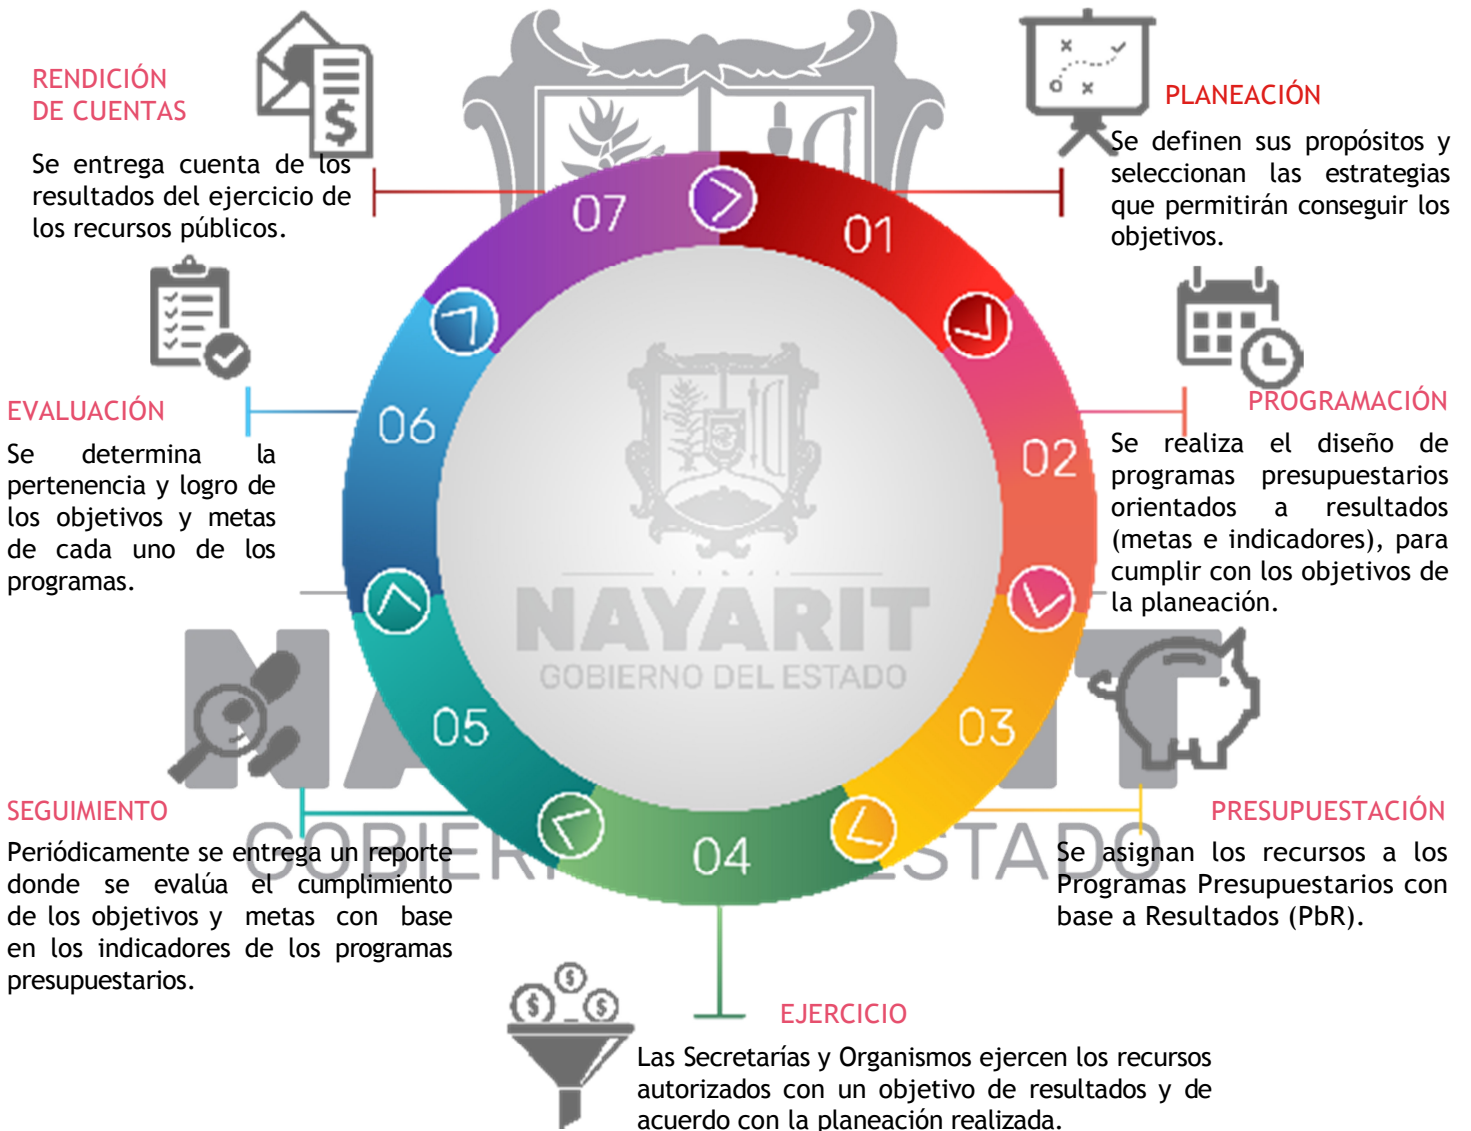 RENDICIÓN
DE CUENTAS
Se entrega cuenta de los
resultados del ejercicio de
los recursos públicos.
PLANEACIÓN
Se definen sus propósitos y
seleccionan las estrategias
que permitirán conseguir los
objetivos.
07
01
EVALUACIÓN
Se determina la
pertenencia y logro de
los objetivos y metas
de cada uno de los
programas.
06
02
PROGRAMACIÓN
Se realiza el diseño de
programas presupuestarios
orientados a resultados
(metas e indicadores), para
cumplir con los objetivos de
la planeación.
NAYARIT
GOBIERNO DEL ESTADO
05
03
04
SEGUIMIENTO
Periódicamente se entrega un reporte
donde se evalúa el cumplimiento
de los objetivos y metas con base
en los indicadores de los programas
presupuestarios.
PRESUPUESTACIÓN
Se asignan los recursos a los
Programas Presupuestarios con
base a Resultados (PbR).
EJERCICIO
Las Secretarías y Organismos ejercen los recursos
autorizados con un objetivo de resultados y de
acuerdo con la planeación realizada.